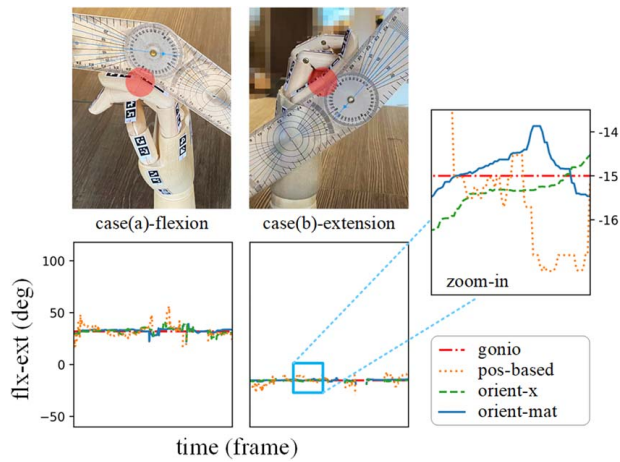 case(a)-flexion
case(b)-extension
-14
-15
-16
zoom-in
flx-ext (deg)
100
50
0
−50
gonio
pos-based
orient-x
orient-mat
time (frame)